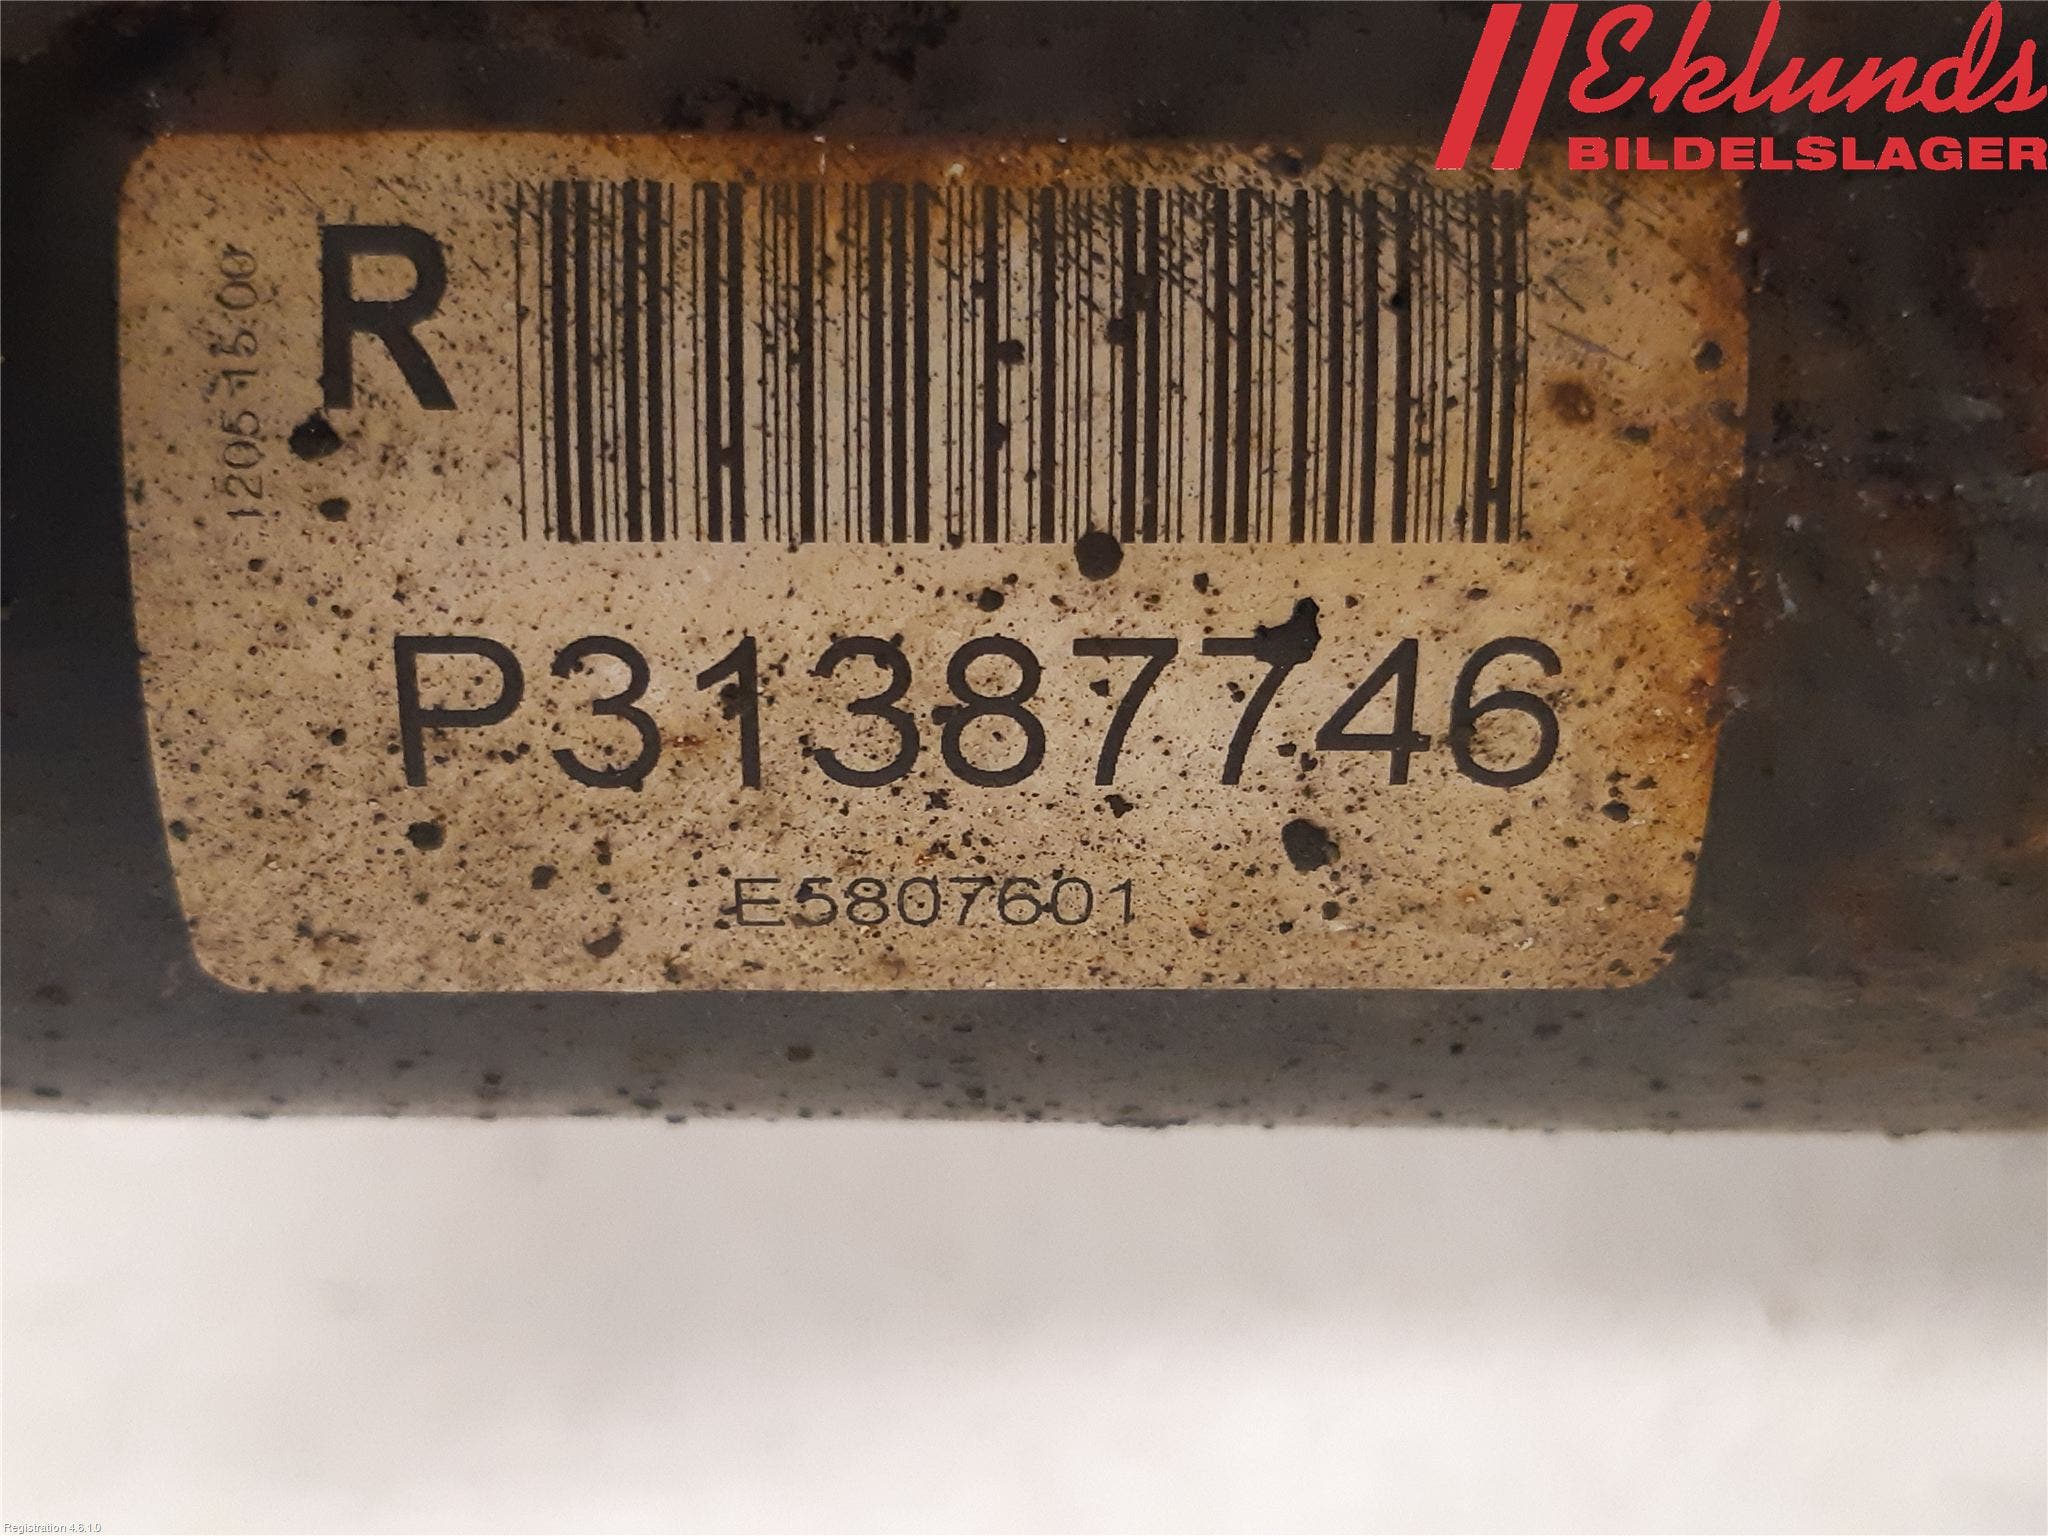 Eklunds
BILDELSLAGER
R
1205 15:00
P31387746
E5807601
Registration 4.6.1.0